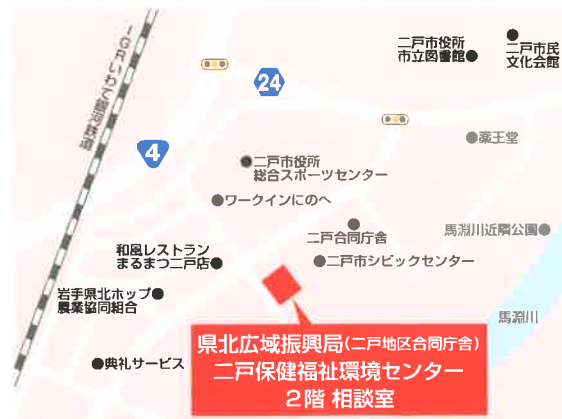 二戸市役所
市立図書館
二戸市民
文化会館
IGRいわて銀河鉄道
24
4
薬王堂
二戸市役所
総合スポーツセンター
ワークインにのへ
二戸合同庁舎
馬淵川近隣公園
和風レストラン
まるまつ二戸店
二戸市シビックセンター
岩手県北ホップ
農業協同組合
馬淵川
県北広域振興局(二戸地区合同庁舎)
二戸保健福祉環境センター
2階 相談室
典礼サービス